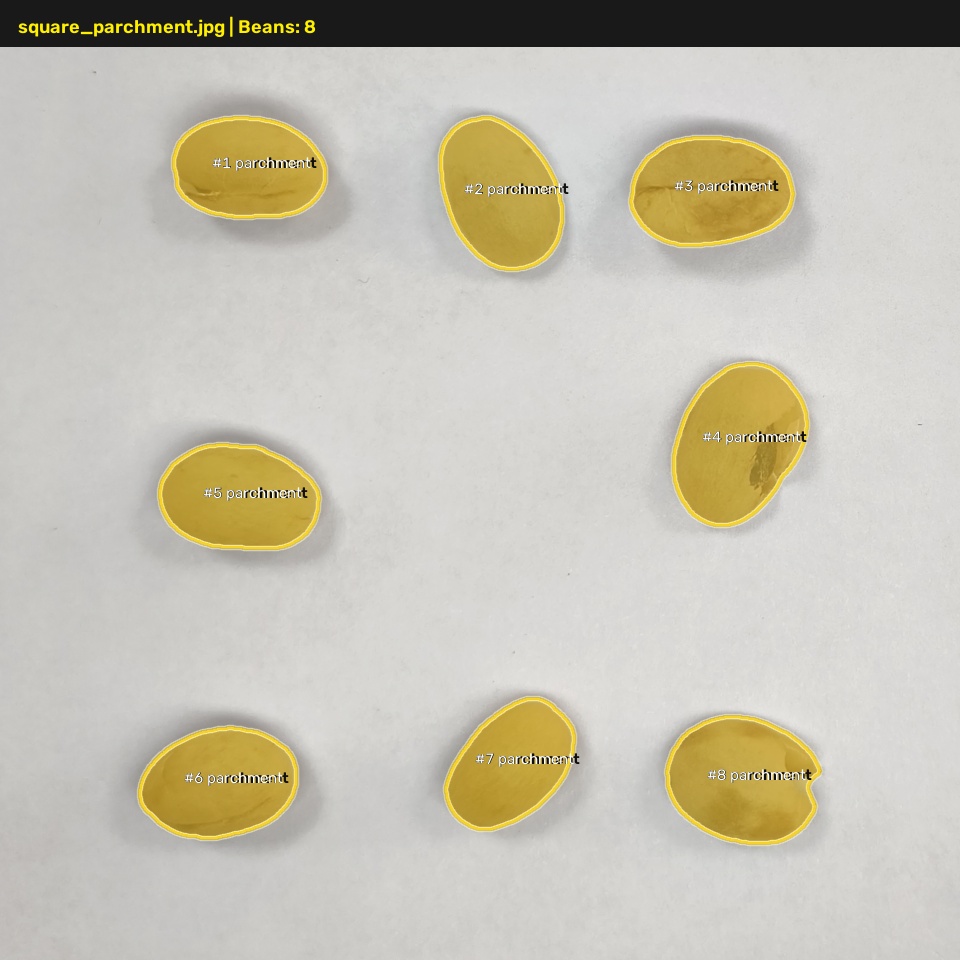 square_parchment.jpg | Beans: 8
#1 parchment
#2 parchment
#3 parchment
#4 parchment
#5 parchment
#6 parchment
#7 parchment
#8 parchment